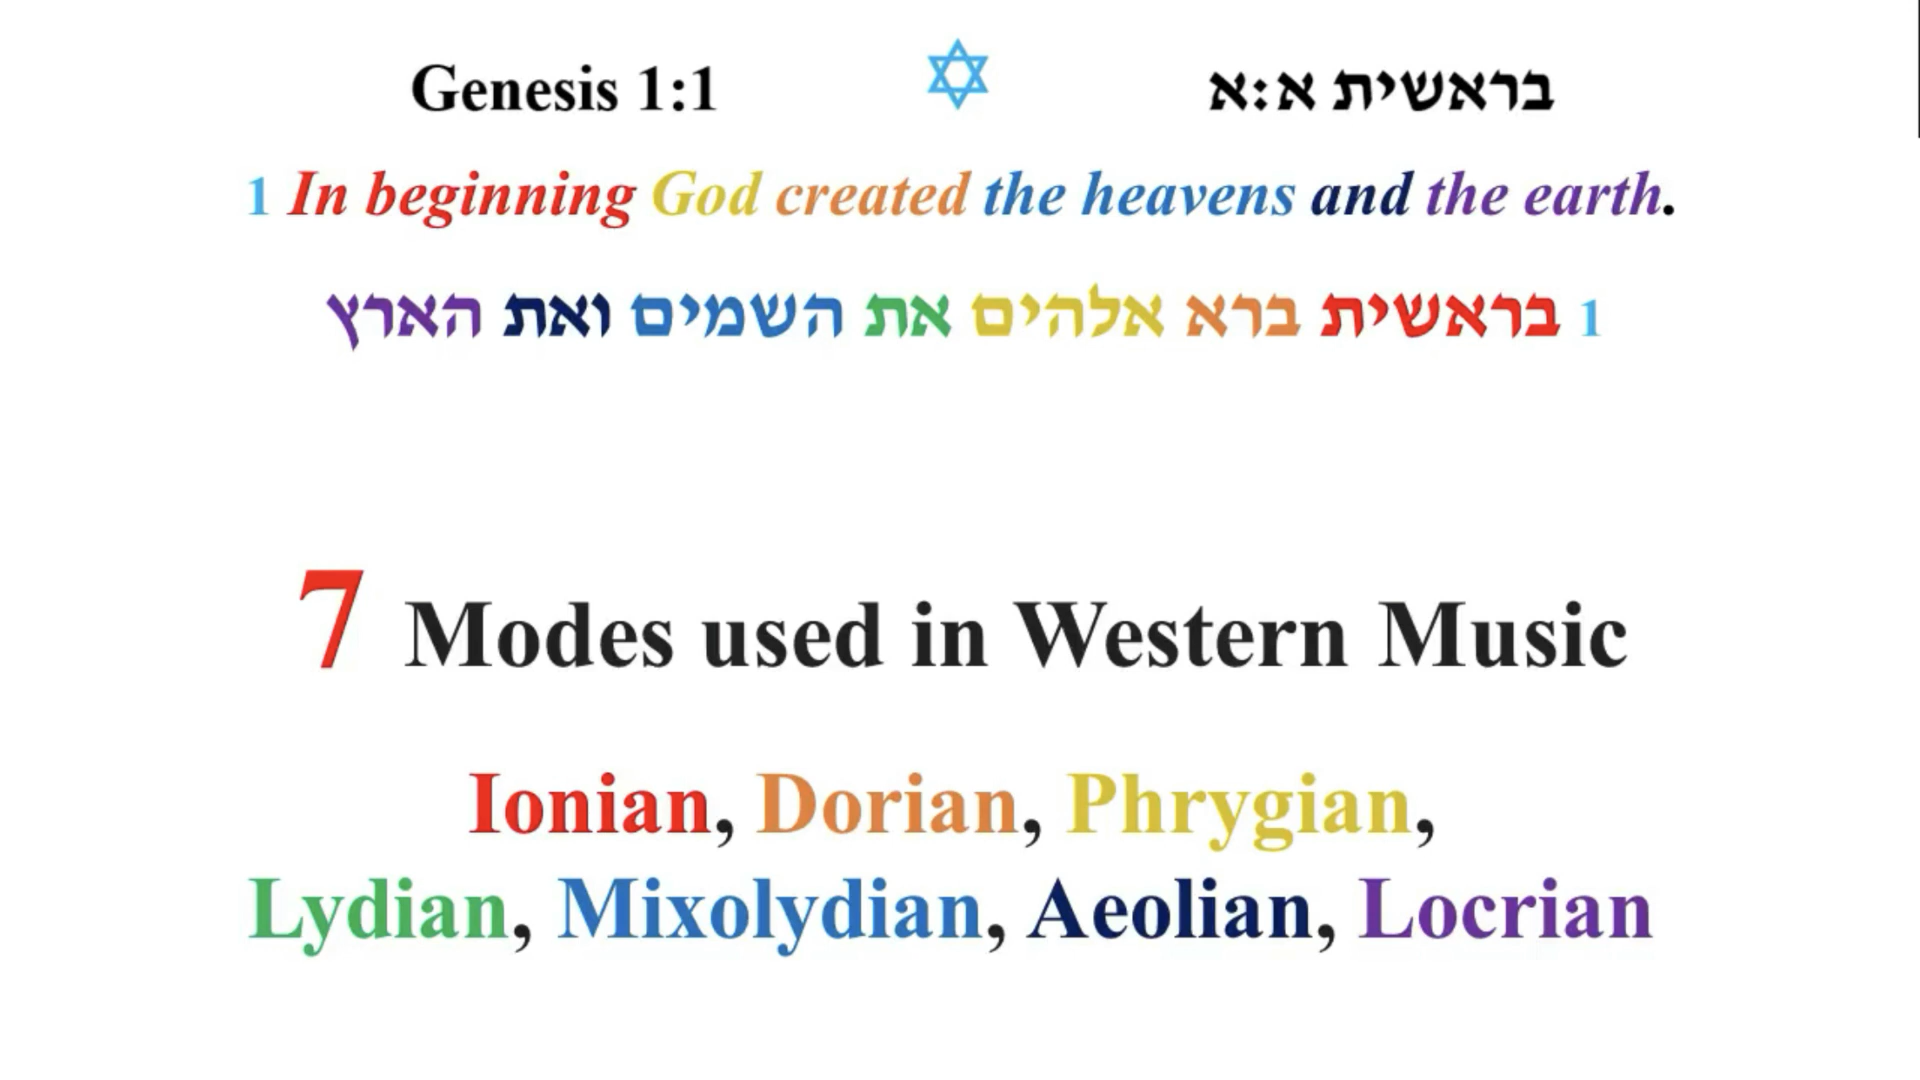 Genesis 1:1 בראשית א:א
1 In beginning God created the heavens and the earth.
1 בראשית ברא אלהים את השמים ואת הארץ
7 Modes used in Western Music
Ionian, Dorian, Phrygian,
Lydian, Mixolydian, Aeolian, Locrian